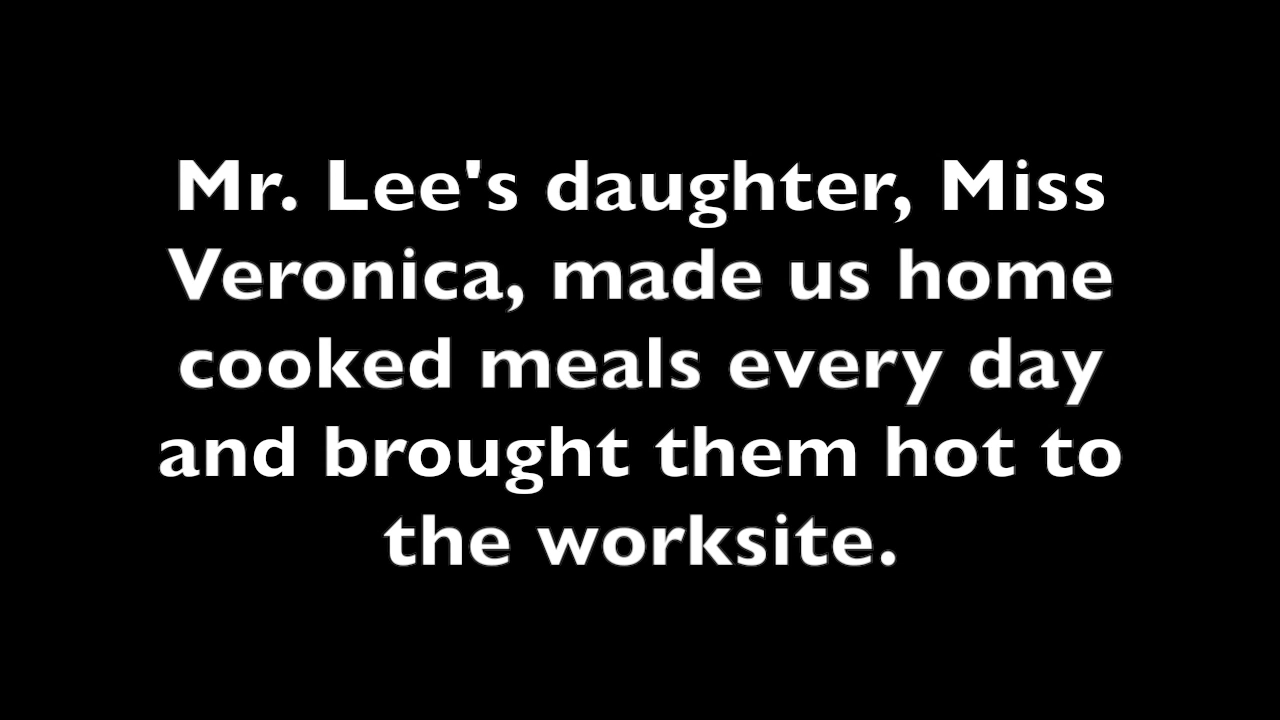 Mr. Lee's daughter, Miss
Veronica, made us home
cooked meals every day
and brought them hot to
the worksite.